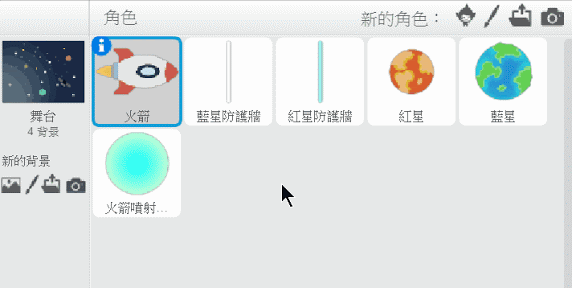 角色
新的角色：
舞台
4 背景
新的背景
火箭
藍星防護牆
紅星防護牆
紅星
藍星
火箭噴射...